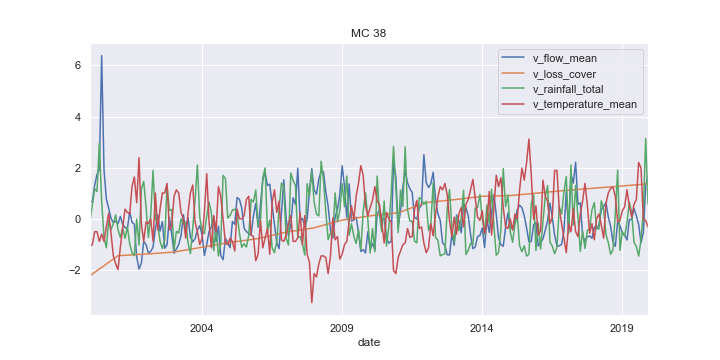 MC 38
v_flow_mean
v_loss_cover
v_rainfall_total
v_temperature_mean
6
4
2
0
−2
2004
2009
2014
2019
date